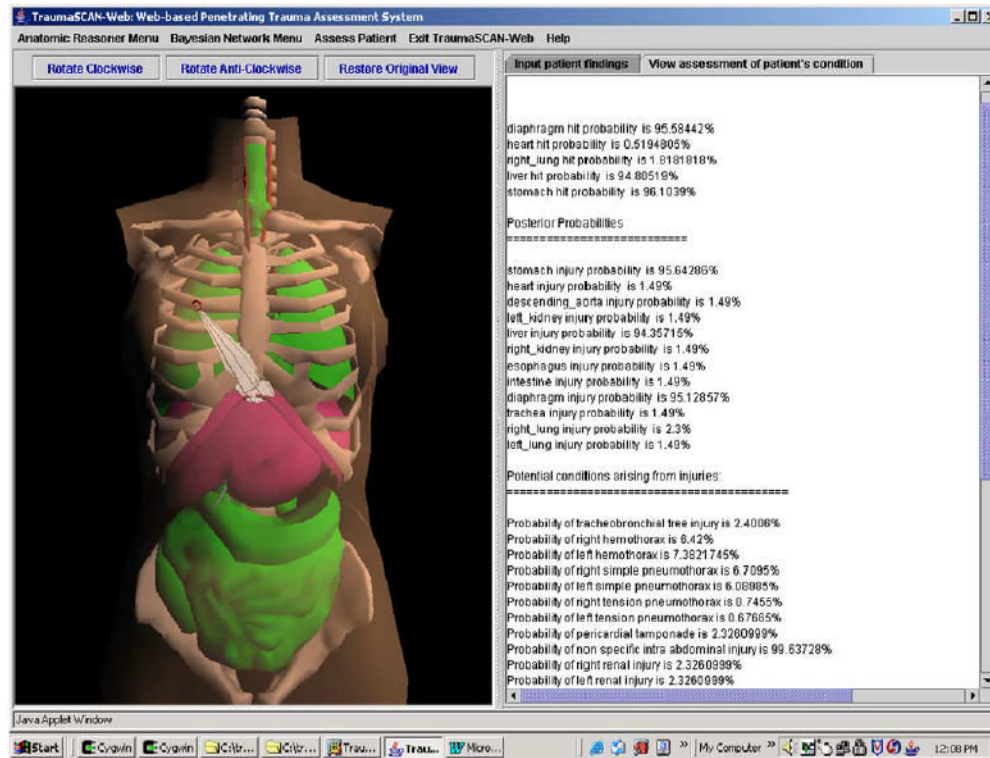 TraumaSCAN-Web: Web-based Penetrating Trauma Assessment System
Anatomic Reasoner Menu Bayesian Network Menu Assess Patient Exit TraumaSCAN-Web Help
Rotate Clockwise Rotate Anti-Clockwise Restore Original View
Input patient findings View assessment of patient's condition
diaphragm hit probability is 95.58442%
heart hit probability is 0.5194805%
right_lung hit probability is 1.8181818%
liver hit probability is 94.80519%
stomach hit probability is 96.1039%
Posterior Probabilities
===========================
stomach injury probability is 95.64286%
heart injury probability is 1.49%
descending_aorta injury probability is 1.49%
left_kidney injury probability is 1.49%
liver injury probability is 94.35715%
right_kidney injury probability is 1.49%
esophagus injury probability is 1.49%
intestine injury probability is 1.49%
diaphragm injury probability is 95.12857%
trachea injury probability is 1.49%
right_lung injury probability is 2.3%
left_lung injury probability is 1.49%
Potential conditions arising from injuries:
==========================================
Probability of tracheobronchial tree injury is 2.4006%
Probability of right hemothorax is 6.42%
Probability of left hemothorax is 7.3821745%
Probability of right simple pneumothorax is 6.7095%
Probability of left simple pneumothorax is 6.08985%
Probability of right tension pneumothorax is 0.7455%
Probability of left tension pneumothorax is 0.67665%
Probability of pericardial tamponade is 2.3260999%
Probability of non specific intra abdominal injury is 99.63728%
Probability of right renal injury is 2.3260999%
Probability of left renal injury is 2.3260999%
Java Applet Window
Start Cygwin Cygwin C:\tr... C:\tr... Trau... Trau... Micro... » My Computer » 12:08 PM